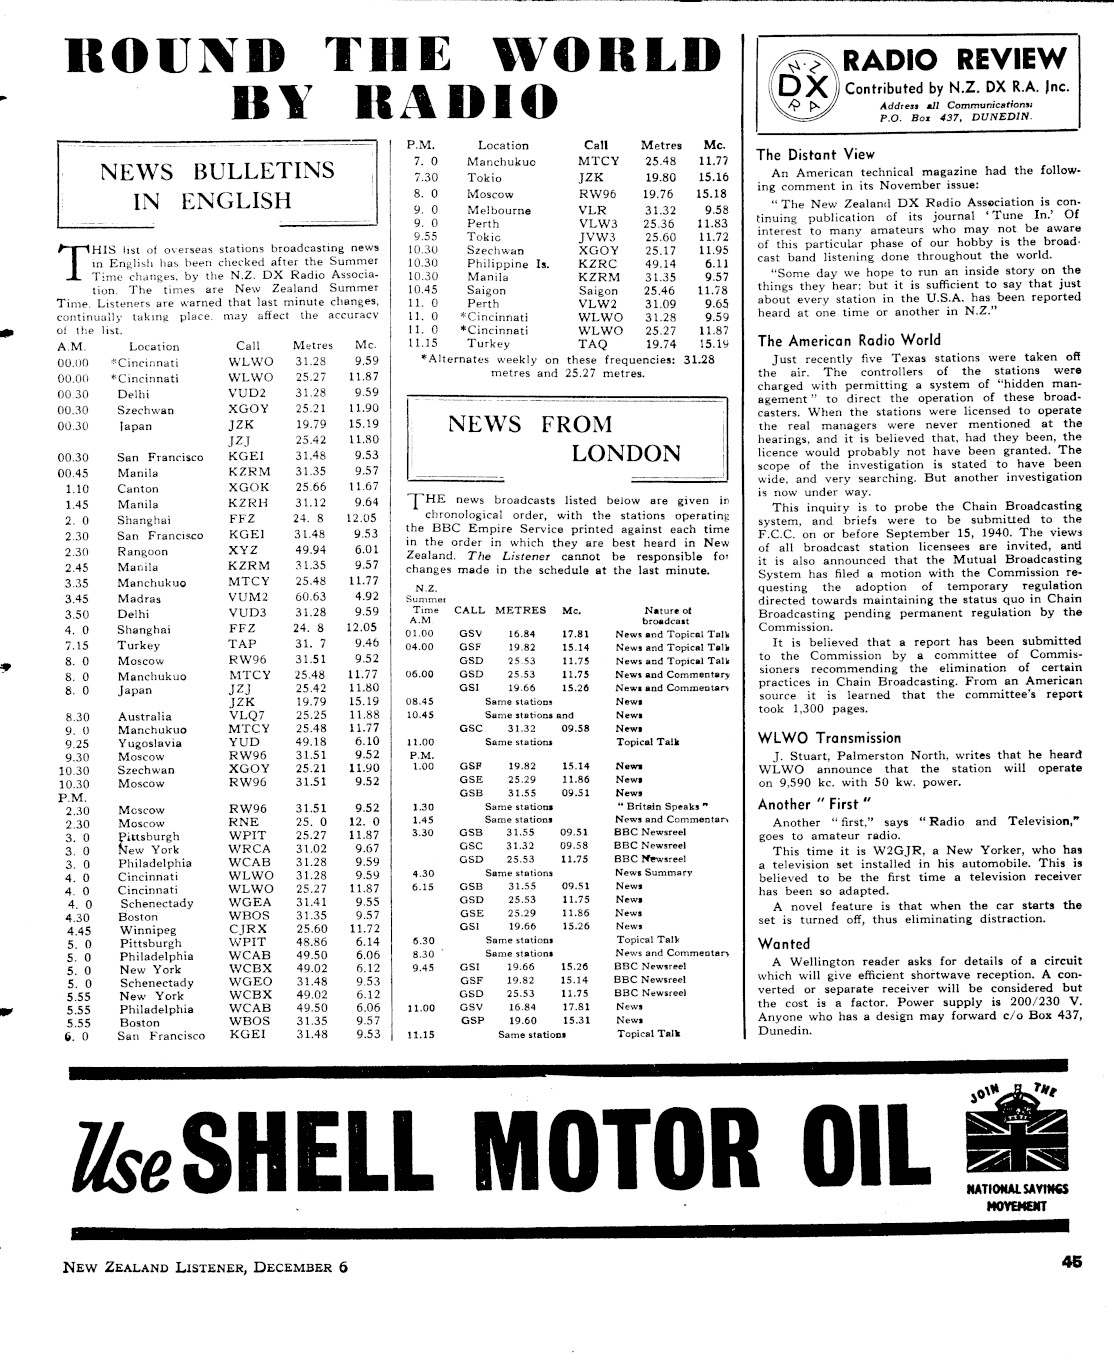 ROUND THE WORLD
BY RADIO
NEWS BULLETINS
IN ENGLISH
THIS list of overseas stations broadcasting news
in English has been checked after the Summer
Time changes, by the N.Z. DX Radio Associa-
tion. The times are New Zealand Summer
Time. Listeners are warned that last minute changes,
continually taking place. may affect the accuracy
of the list.
A.M. Location Call Metres Mc.
00.00 *Cincinnati WLWO 31.28 9.59
00.00 *Cincinnati WLWO 25.27 11.87
00.30 Delhi VUD2 31.28 9.59
00.30 Szechwan XGOY 25.21 11.90
00.30 Japan JZK 19.79 15.19
JZJ 25.42 11.80
00.30 San Francisco KGEI 31.48 9.53
00.45 Manila KZRM 31.35 9.57
1.10 Canton XGOK 25.66 11.67
1.45 Manila KZRH 31.12 9.64
2. 0 Shanghai FFZ 24. 8 12.05
2.30 San Francisco KGEI 31.48 9.53
2.30 Rangoon XYZ 49.94 6.01
2.45 Manila KZRM 31.35 9.57
3.35 Manchukuo MTCY 25.48 11.77
3.45 Madras VUM2 60.63 4.92
3.50 Delhi VUD3 31.28 9.59
4. 0 Shanghai FFZ 24. 8 12.05
7.15 Turkey TAP 31. 7 9.46
8. 0 Moscow RW96 31.51 9.52
8. 0 Manchukuo MTCY 25.48 11.77
8. 0 Japan JZJ 25.42 11.80
JZK 19.79 15.19
8.30 Australia VLQ7 25.25 11.88
9. 0 Manchukuo MTCY 25.48 11.77
9.25 Yugoslavia YUD 49.18 6.10
9.30 Moscow RW96 31.51 9.52
10.30 Szechwan XGOY 25.21 11.90
10.30 Moscow RW96 31.51 9.52
P.M.
2.30 Moscow RW96 31.51 9.52
2.30 Moscow RNE 25. 0 12. 0
3. 0 Pittsburgh WPIT 25.27 11.87
3. 0 New York WRCA 31.02 9.67
3. 0 Philadelphia WCAB 31.28 9.59
4. 0 Cincinnati WLWO 31.28 9.59
4. 0 Cincinnati WLWO 25.27 11.87
4. 0 Schenectady WGEA 31.41 9.55
4.30 Boston WBOS 31.35 9.57
4.45 Winnipeg CJRX 25.60 11.72
5. 0 Pittsburgh WPIT 48.86 6.14
5. 0 Philadelphia WCAB 49.50 6.06
5. 0 New York WCBX 49.02 6.12
5. 0 Schenectady WGEO 31.48 9.53
5.55 New York WCBX 49.02 6.12
5.55 Philadelphia WCAB 49.50 6.06
5.55 Boston WBOS 31.35 9.57
6. 0 San Francisco KGEI 31.48 9.53
P.M. Location Call Metres Mc.
7. 0 Manchukuo MTCY 25.48 11.77
7.30 Tokio JZK 19.80 15.16
8. 0 Moscow RW96 19.76 15.18
9. 0 Melbourne VLR 31.32 9.58
9. 0 Perth VLW3 25.36 11.83
9.55 Tokio JVW3 25.60 11.72
10.30 Szechwan XGOY 25.17 11.95
10.30 Philippine Is. KZRC 49.14 6.11
10.30 Manila KZRM 31.35 9.57
10.45 Saigon Saigon 25.46 11.78
11. 0 Perth VLW2 31.09 9.65
11. 0 *Cincinnati WLWO 31.28 9.59
11. 0 *Cincinnati WLWO 25.27 11.87
11.15 Turkey TAQ 19.74 15.19
*Alternates weekly on these frequencies: 31.28
metres and 25.27 metres.
NEWS FROM
LONDON
THE news broadcasts listed below are given in
chronological order, with the stations operating
the BBC Empire Service printed against each time
in the order in which they are best heard in New
Zealand. The Listener cannot be responsible for
changes made in the schedule at the last minute.
N.Z.
Summer
Time CALL METRES Mc. Nature of
A.M. broadcast
01.00 GSV 16.84 17.81 News and Topical Talk
04.00 GSF 19.82 15.14 News and Topical Talk
GSD 25.53 11.75 News and Topical Talk
06.00 GSD 25.53 11.75 News and Commentary
GSI 19.66 15.26 News and Commentary
08.45 Same stations News
10.45 Same stations and News
GSC 31.32 09.58 News
11.00 Same stations Topical Talk
P.M.
1.00 GSF 19.82 15.14 News
GSE 25.29 11.86 News
GSB 31.55 09.51 News
1.30 Same stations "Britain Speaks"
1.45 Same stations News and Commentary
3.30 GSB 31.55 09.51 BBC Newsreel
GSC 31.32 09.58 BBC Newsreel
GSD 25.53 11.75 BBC Newsreel
4.30 Same stations News Summary
6.15 GSB 31.55 09.51 News
GSD 25.53 11.75 News
GSE 25.29 11.86 News
GSI 19.66 15.26 News
6.30 Same stations Topical Talk
8.30 Same stations News and Commentary
9.45 GSI 19.66 15.26 BBC Newsreel
GSF 19.82 15.14 BBC Newsreel
GSD 25.53 11.75 BBC Newsreel
11.00 GSV 16.84 17.81 News
GSP 19.60 15.31 News
11.15 Same stations Topical Talk
N.Z.
DX
R A
RADIO REVIEW
Contributed by N.Z. DX R.A. Inc.
Address all Communications:
P.O. Box 437, DUNEDIN.
The Distant View
An American technical magazine had the follow-
ing comment in its November issue:
"The New Zealand DX Radio Association is con-
tinuing publication of its journal 'Tune In.' Of
interest to many amateurs who may not be aware
of this particular phase of our hobby is the broad-
cast band listening done throughout the world.
"Some day we hope to run an inside story on the
things they hear; but it is sufficient to say that just
about every station in the U.S.A. has been reported
heard at one time or another in N.Z."
The American Radio World
Just recently five Texas stations were taken off
the air. The controllers of the stations were
charged with permitting a system of "hidden man-
agement" to direct the operation of these broad-
casters. When the stations were licensed to operate
the real managers were never mentioned at the
hearings, and it is believed that, had they been, the
licence would probably not have been granted. The
scope of the investigation is stated to have been
wide, and very searching. But another investigation
is now under way.
This inquiry is to probe the Chain Broadcasting
system, and briefs were to be submitted to the
F.C.C. on or before September 15, 1940. The views
of all broadcast station licensees are invited, and
it is also announced that the Mutual Broadcasting
System has filed a motion with the Commission re-
questing the adoption of temporary regulation
directed towards maintaining the status quo in Chain
Broadcasting pending permanent regulation by the
Commission.
It is believed that a report has been submitted
to the Commission by a committee of Commis-
sioners recommending the elimination of certain
practices in Chain Broadcasting. From an American
source it is learned that the committee's report
took 1,300 pages.
WLWO Transmission
J. Stuart, Palmerston North, writes that he heard
WLWO announce that the station will operate
on 9,590 kc. with 50 kw. power.
Another "First"
Another "first," says "Radio and Television,"
goes to amateur radio.
This time it is W2GJR, a New Yorker, who has
a television set installed in his automobile. This is
believed to be the first time a television receiver
has been so adapted.
A novel feature is that when the car starts the
set is turned off, thus eliminating distraction.
Wanted
A Wellington reader asks for details of a circuit
which will give efficient shortwave reception. A con-
verted or separate receiver will be considered but
the cost is a factor. Power supply is 200/230 V.
Anyone who has a design may forward c/o Box 437,
Dunedin.
Use SHELL MOTOR OIL
JOIN THE
NATIONAL SAVINGS
MOVEMENT
NEW ZEALAND LISTENER, DECEMBER 6
45